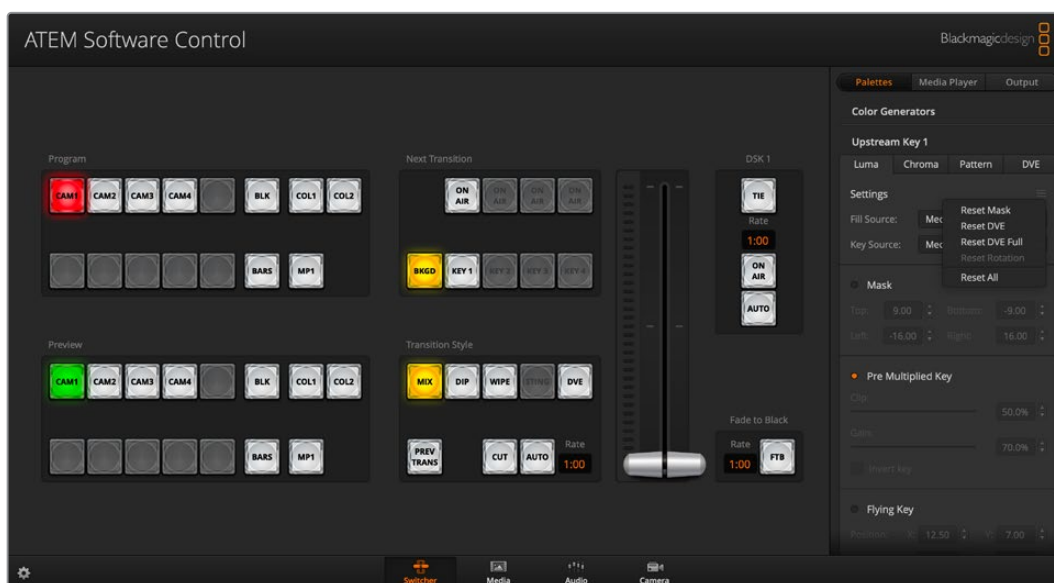 ATEM Software Control
Blackmagicdesign
Palettes Media Player Output
Color Generators
Upstream Key 1
Luma Chroma Pattern DVE
Settings
Fill Source: Med
Key Source: Med
Reset Mask
Reset DVE
Reset DVE Full
Reset Rotation
Reset All
Mask
Top: 9.00 Bottom: -9.00
Left: -16.00 Right: 16.00
Pre Multiplied Key
Clip:
50.0%
Gain:
70.0%
Invert Key
Flying Key
Position: X: 12.50 Y: 7.00
Program
CAM1 CAM2 CAM3 CAM4 BLK COL1 COL2
BARS MP1
Next Transition
ON AIR ON AIR ON AIR ON AIR
BKGD KEY 1 KEY 2 KEY 3 KEY 4
DSK 1
TIE
Rate
1:00
ON AIR
AUTO
Preview
CAM1 CAM2 CAM3 CAM4 BLK COL1 COL2
BARS MP1
Transition Style
MIX DIP WIPE STING DVE
PREV TRANS CUT AUTO
Rate
1:00
Fade to Black
Rate
1:00 FTB
Switcher Media Audio Camera